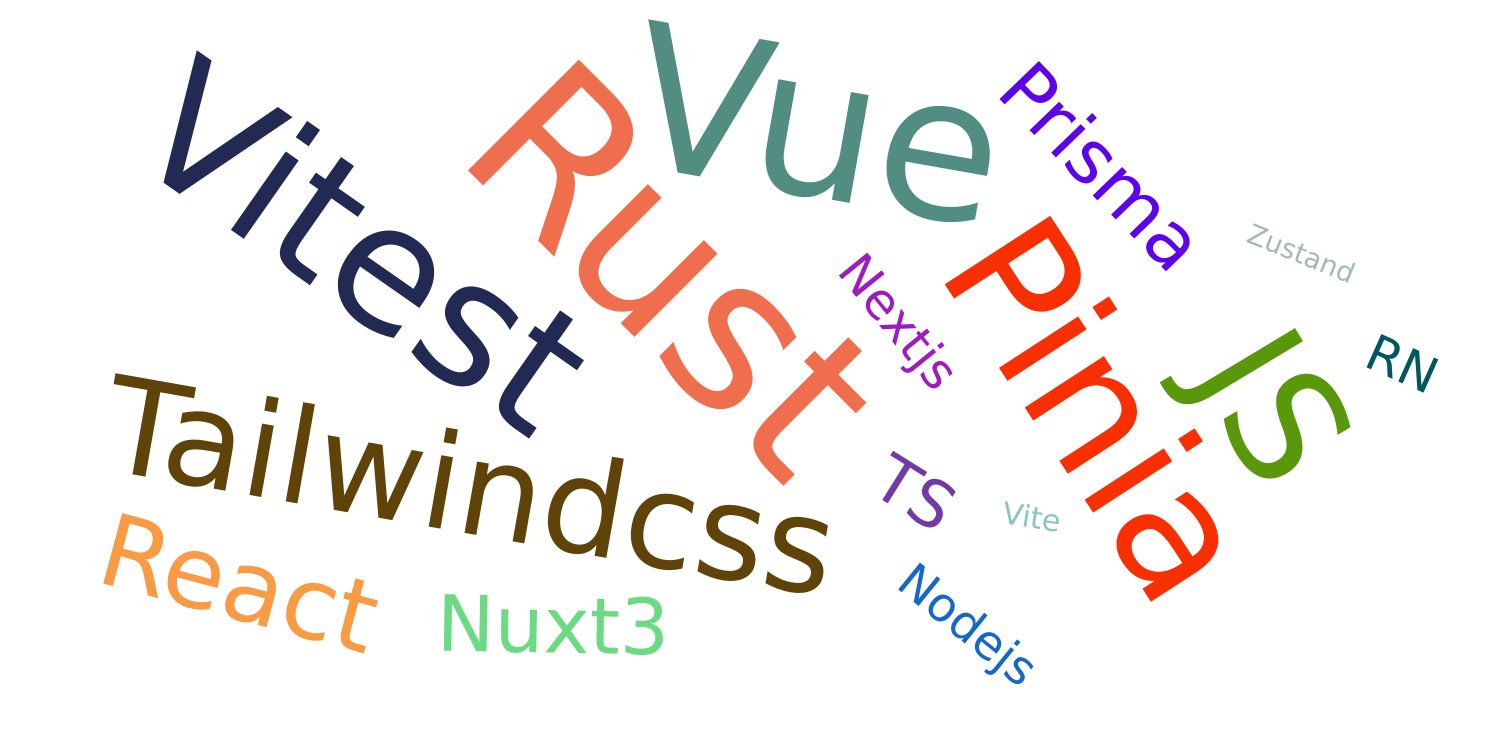 Vitest
Rust
Vue
Prisma
Zustand
Nextjs
Pinia
JS
RN
Tailwindcss
TS
Vite
React
Nuxt3
Nodejs